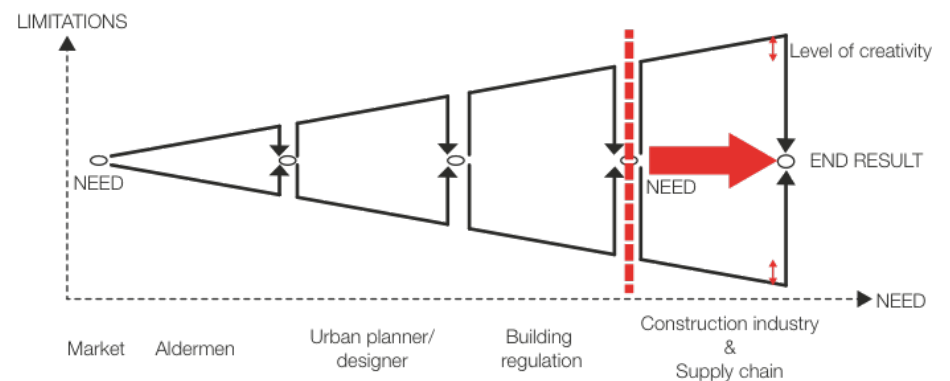 LIMITATIONS
Level of creativity
NEED
END RESULT
NEED
NEED
Market
Aldermen
Urban planner/
designer
Building
regulation
Construction industry
&
Supply chain